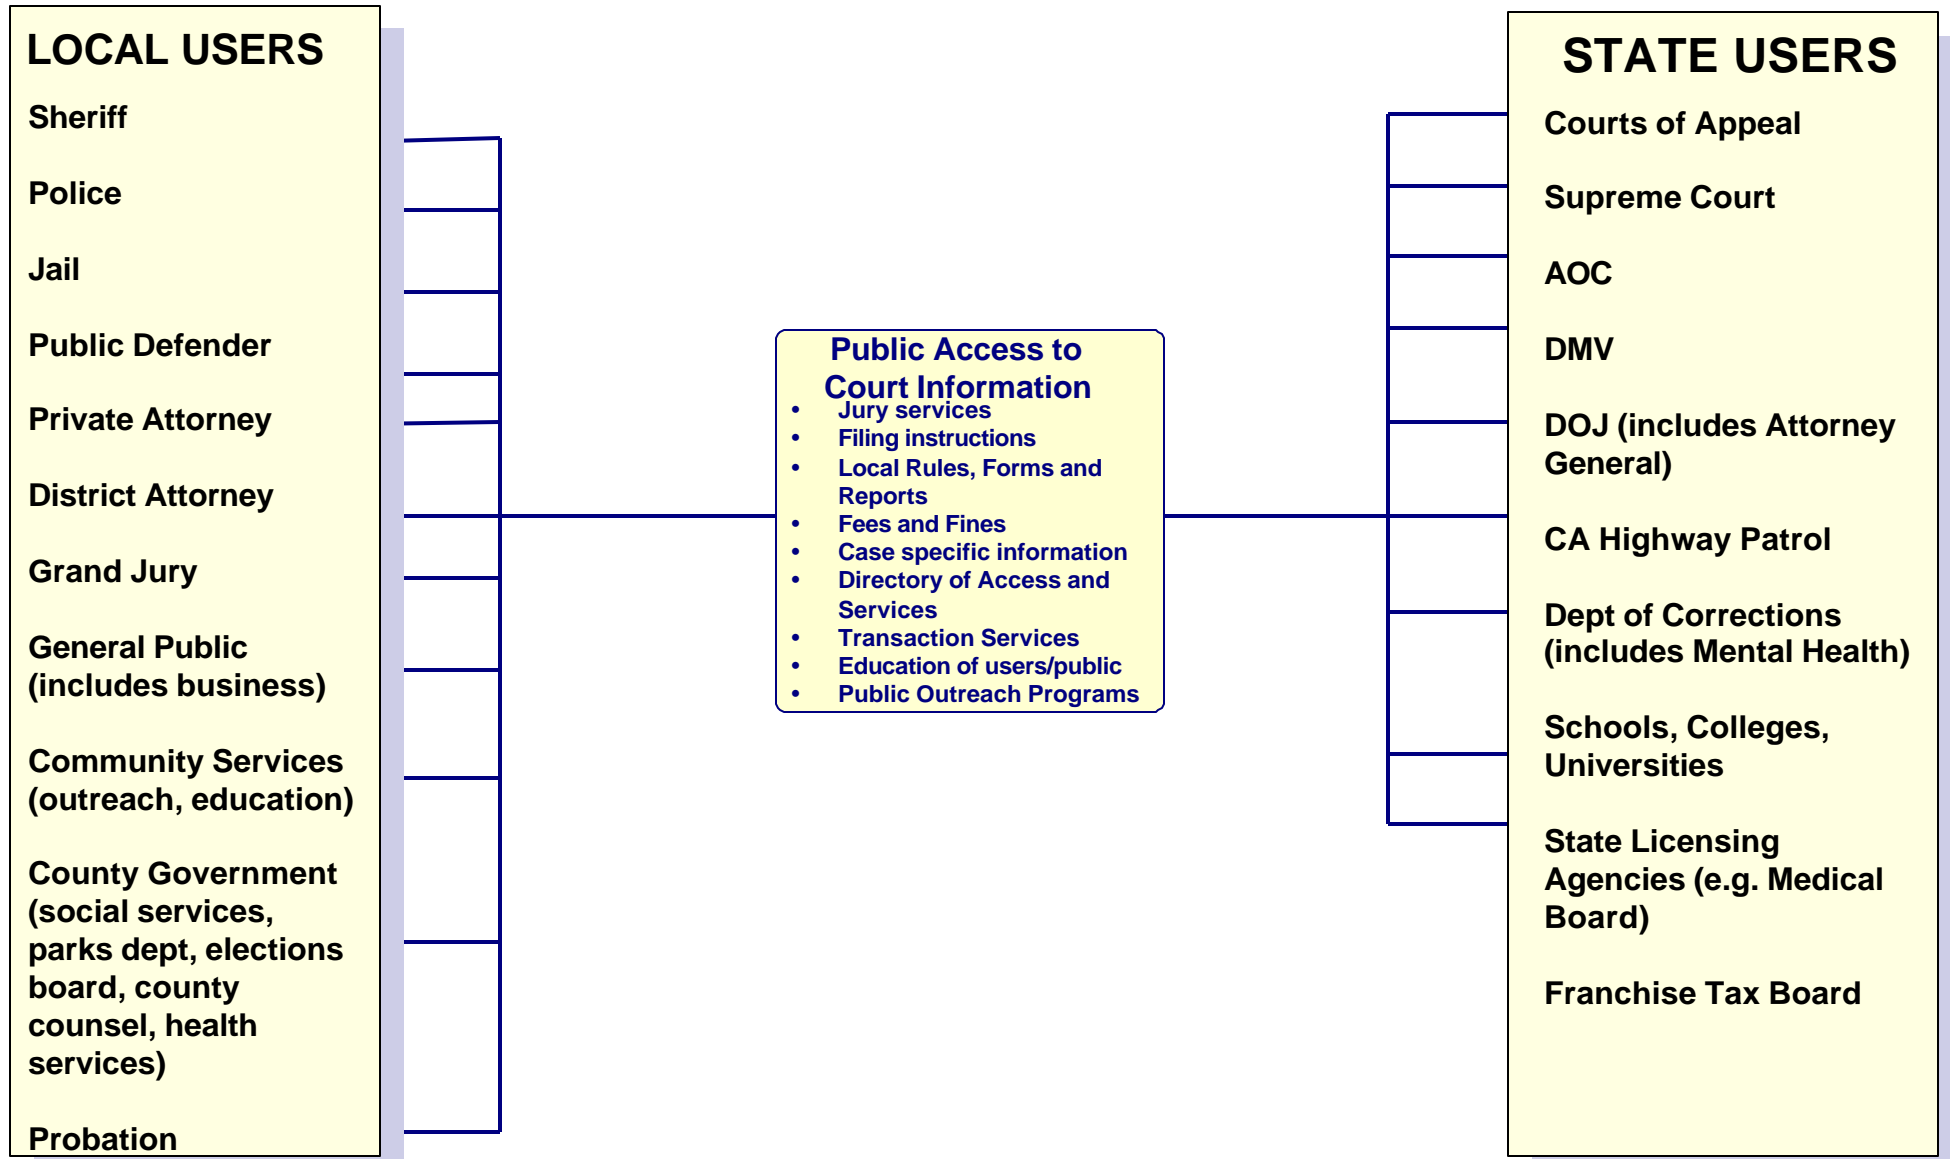 LOCAL USERS
Sheriff
Police
Jail
Public Defender
Private Attorney
District Attorney
Grand Jury
General Public
(includes business)
Community Services
(outreach, education)
County Government
(social services,
parks dept, elections
board, county
counsel, health
services)
Probation
Public Access to
Court Information
• Jury services
• Filing instructions
• Local Rules, Forms and
Reports
• Fees and Fines
• Case specific information
• Directory of Access and
Services
• Transaction Services
• Education of users/public
• Public Outreach Programs
STATE USERS
Courts of Appeal
Supreme Court
AOC
DMV
DOJ (includes Attorney
General)
CA Highway Patrol
Dept of Corrections
(includes Mental Health)
Schools, Colleges,
Universities
State Licensing
Agencies (e.g. Medical
Board)
Franchise Tax Board